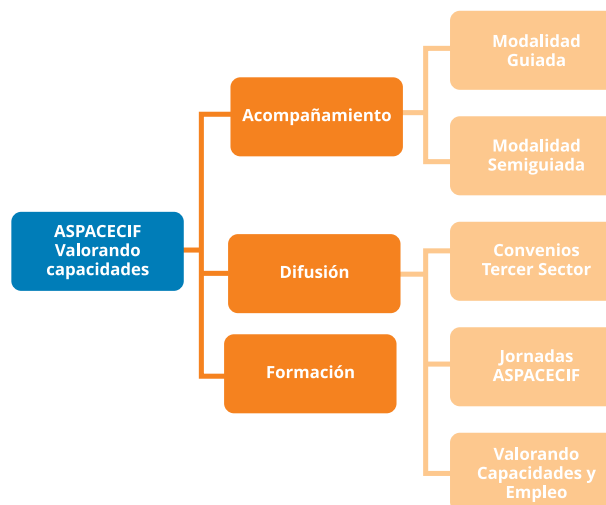 ASPACECIF
Valorando
capacidades
Acompañamiento
Modalidad
Guiada
Modalidad
Semiguiada
Difusión
Convenios
Tercer Sector
Jornadas
ASPACECIF
Valorando
Capacidades y
Empleo
Formación